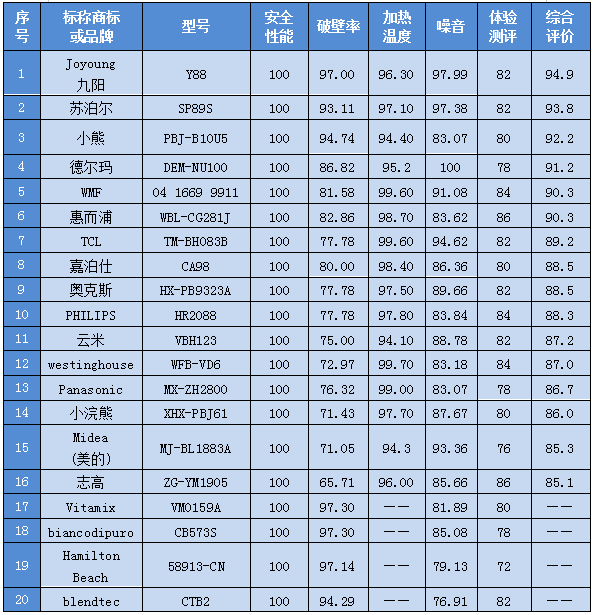 序号 标称商标或品牌 型号 安全性能 破壁率 加热温度 噪音 体验测评 综合评价
1 Joyoung 九阳 Y88 100 97.00 96.30 97.99 82 94.9
2 苏泊尔 SP89S 100 93.11 97.10 97.38 82 93.8
3 小熊 PBJ-B10U5 100 94.74 94.40 83.07 80 92.2
4 德尔玛 DEM-NU100 100 86.82 95.2 100 78 91.2
5 WMF 04 1669 9911 100 81.58 99.60 91.08 84 90.3
6 惠而浦 WBL-CG281J 100 82.86 98.70 83.62 86 90.3
7 TCL TM-BH083B 100 77.78 99.60 94.62 82 89.2
8 嘉泊仕 CA98 100 80.00 98.40 86.36 80 88.5
9 奥克斯 HX-PB9323A 100 77.78 97.50 89.66 82 88.5
10 PHILIPS HR2088 100 77.78 97.80 83.84 84 88.3
11 云米 VBH123 100 75.00 94.10 88.78 82 87.2
12 westinghouse WFB-VD6 100 72.97 99.70 83.18 84 87.0
13 Panasonic MX-ZH2800 100 76.32 99.00 83.07 78 86.7
14 小浣熊 XHX-PBJ61 100 71.43 97.70 87.67 80 86.0
15 Midea (美的) MJ-BL1883A 100 71.05 94.3 93.36 76 85.3
16 志高 ZG-YM1905 100 65.71 96.00 85.66 86 85.1
17 Vitamix VM0159A 100 97.30 —— 81.89 80 ——
18 biancodipuro CB573S 100 97.30 —— 85.08 78 ——
19 Hamilton Beach 58913-CN 100 97.14 —— 79.13 72 ——
20 blendtec CTB2 100 94.29 —— 76.91 82 ——